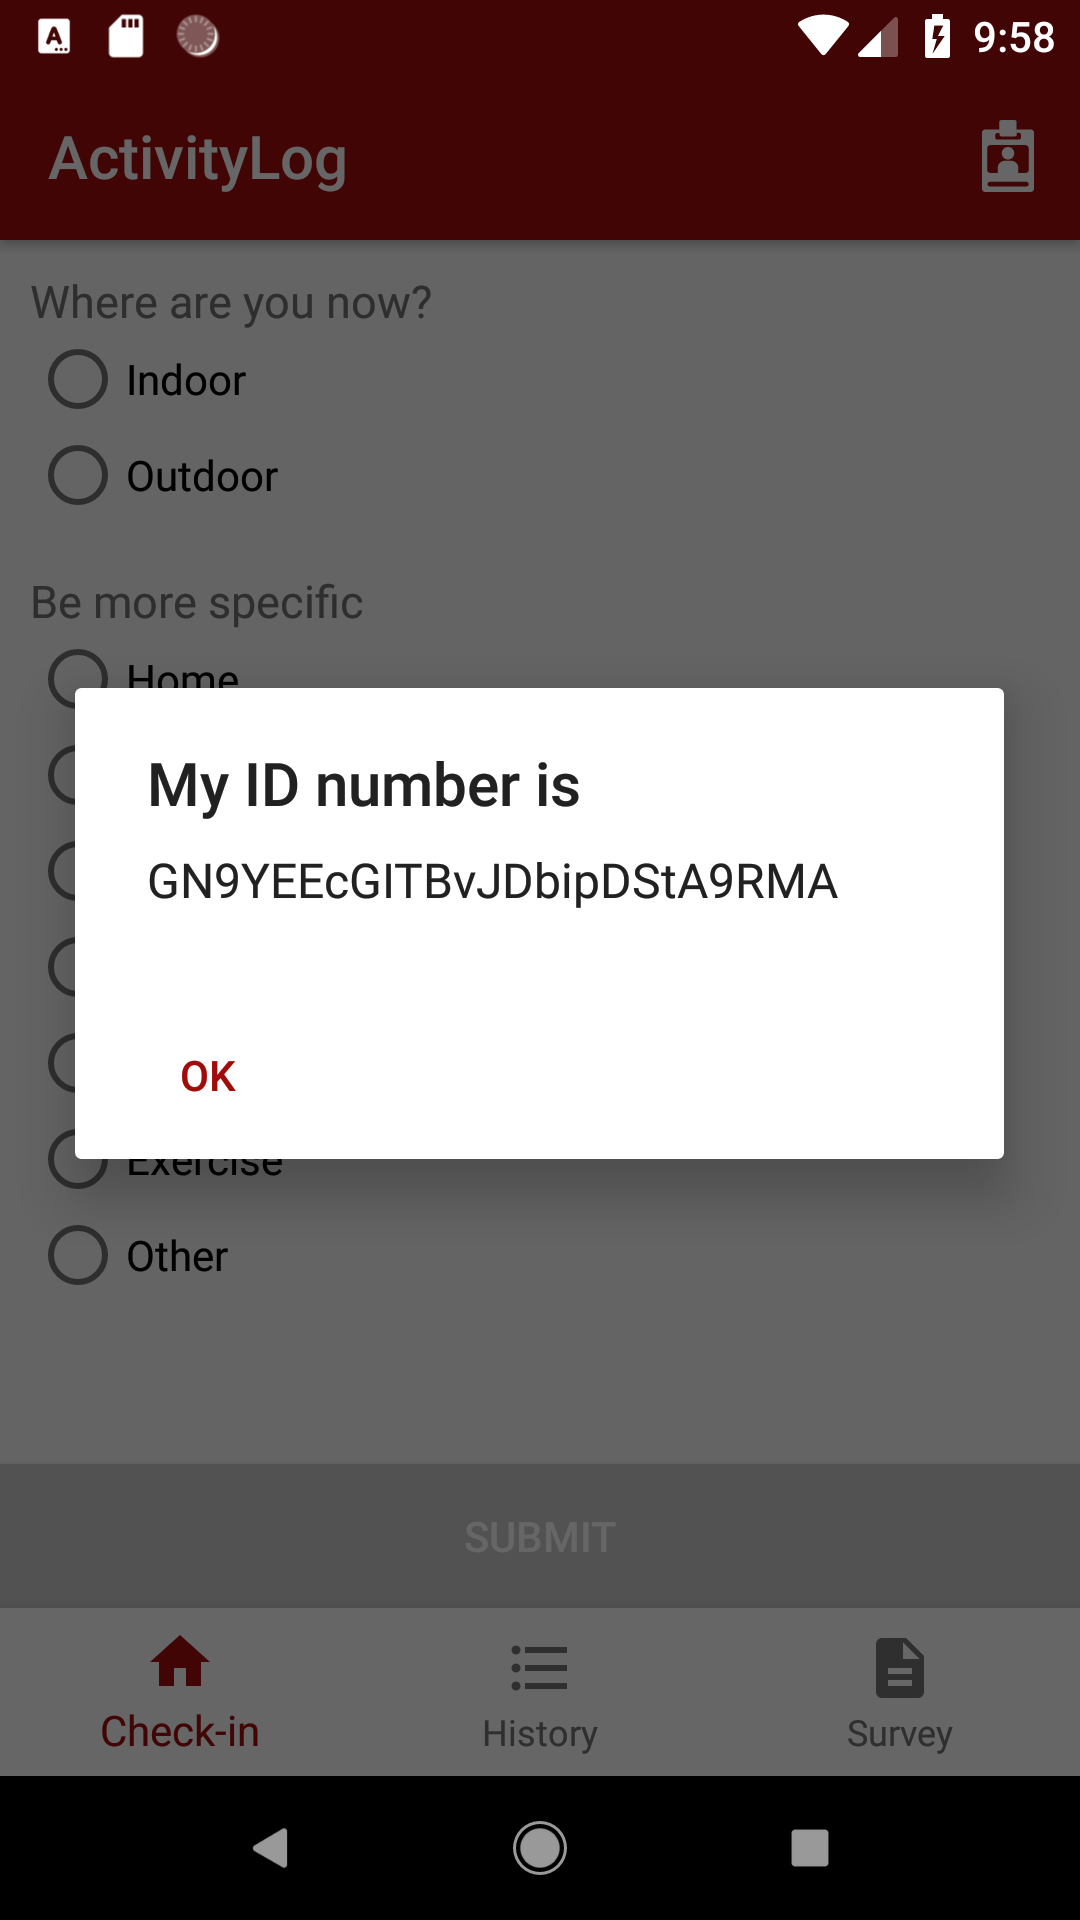 9:58
ActivityLog
Where are you now?
Indoor
Outdoor
Be more specific
Home
My ID number is
GN9YEEcGITBvJDbipDStA9RMA
OK
Exercise
Other
SUBMIT
Check-in
History
Survey